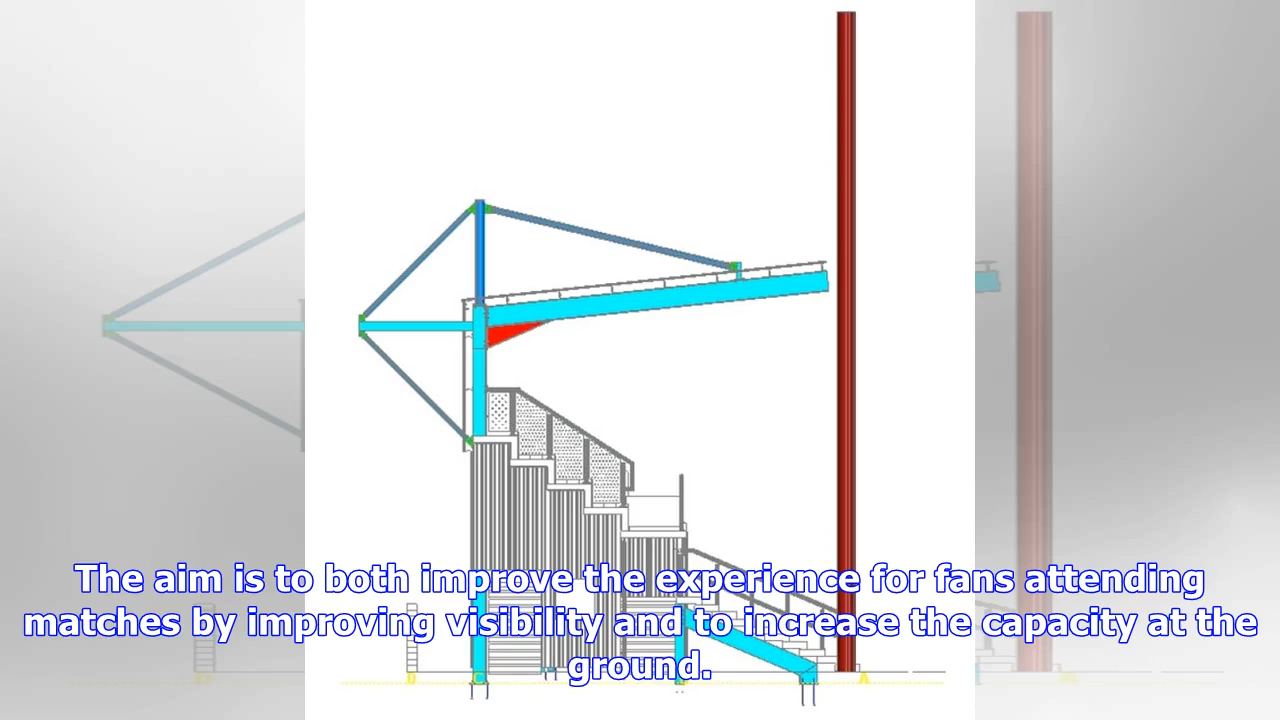 The aim is to both improve the experience for fans attending
matches by improving visibility and to increase the capacity at the
ground.
D
A